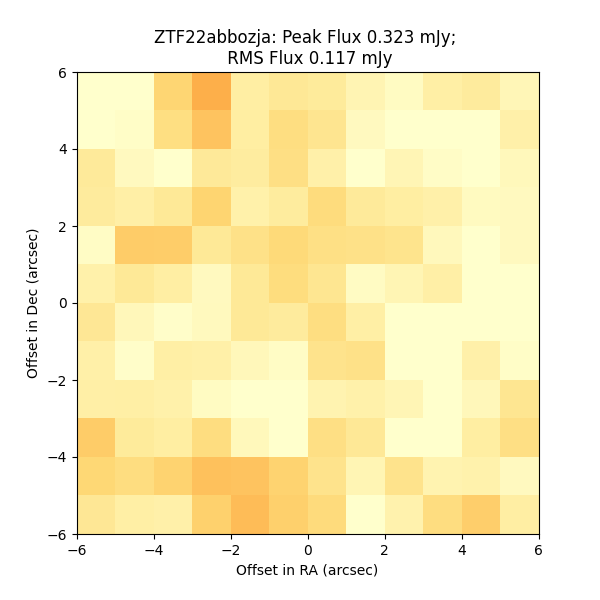 ZTF22abbozja: Peak Flux 0.323 mJy;
RMS Flux 0.117 mJy
6
4
2
0
−2
−4
−6
Offset in Dec (arcsec)
−6 −4 −2 0 2 4 6
Offset in RA (arcsec)